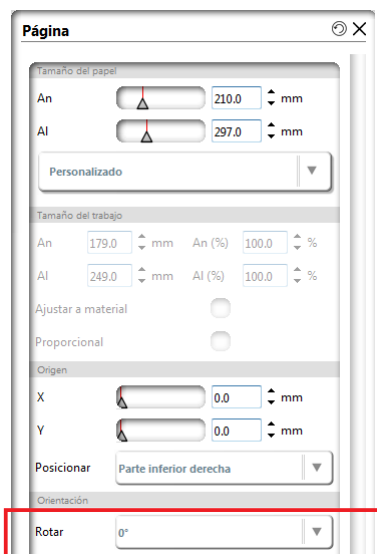 Página
Tamaño del papel
An 210.0 mm
Al 297.0 mm
Personalizado
Tamaño del trabajo
An 179.0 mm An (%) 100.0 %
Al 249.0 mm Al (%) 100.0 %
Ajustar a material
Proporcional
Origen
X 0.0 mm
Y 0.0 mm
Posicionar Parte inferior derecha
Orientación
Rotar 0°